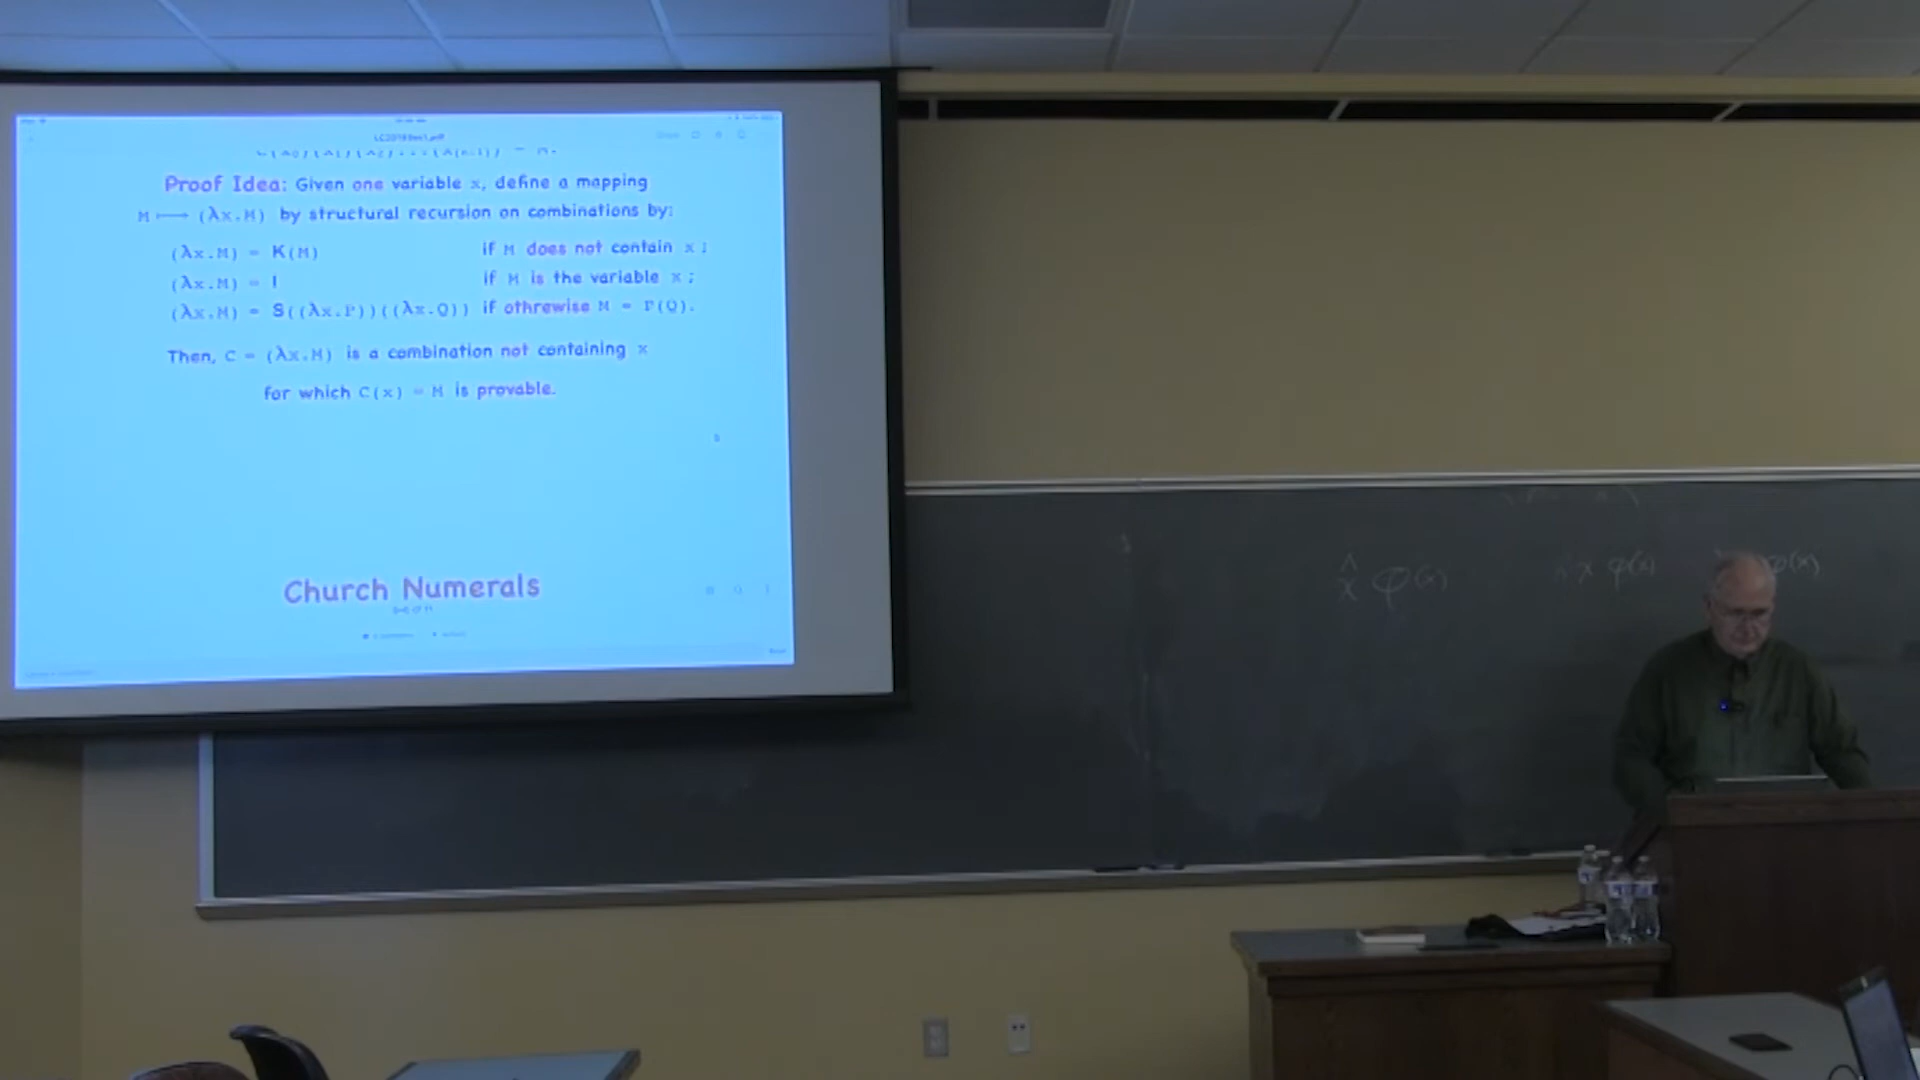 LC2018Sec1.pdf
Proof Idea: Given one variable x, define a mapping
M ⟼ (λx.M) by structural recursion on combinations by:
(λx.M) = K(M) if M does not contain x ;
(λx.M) = I if M is the variable x ;
(λx.M) = S((λx.P))((λx.Q)) if othrewise M = P(Q).
Then, C = (λx.M) is a combination not containing x
for which C(x) = M is provable.
Church Numerals
x̂ φ(x)
x φ(x)
φ(x)